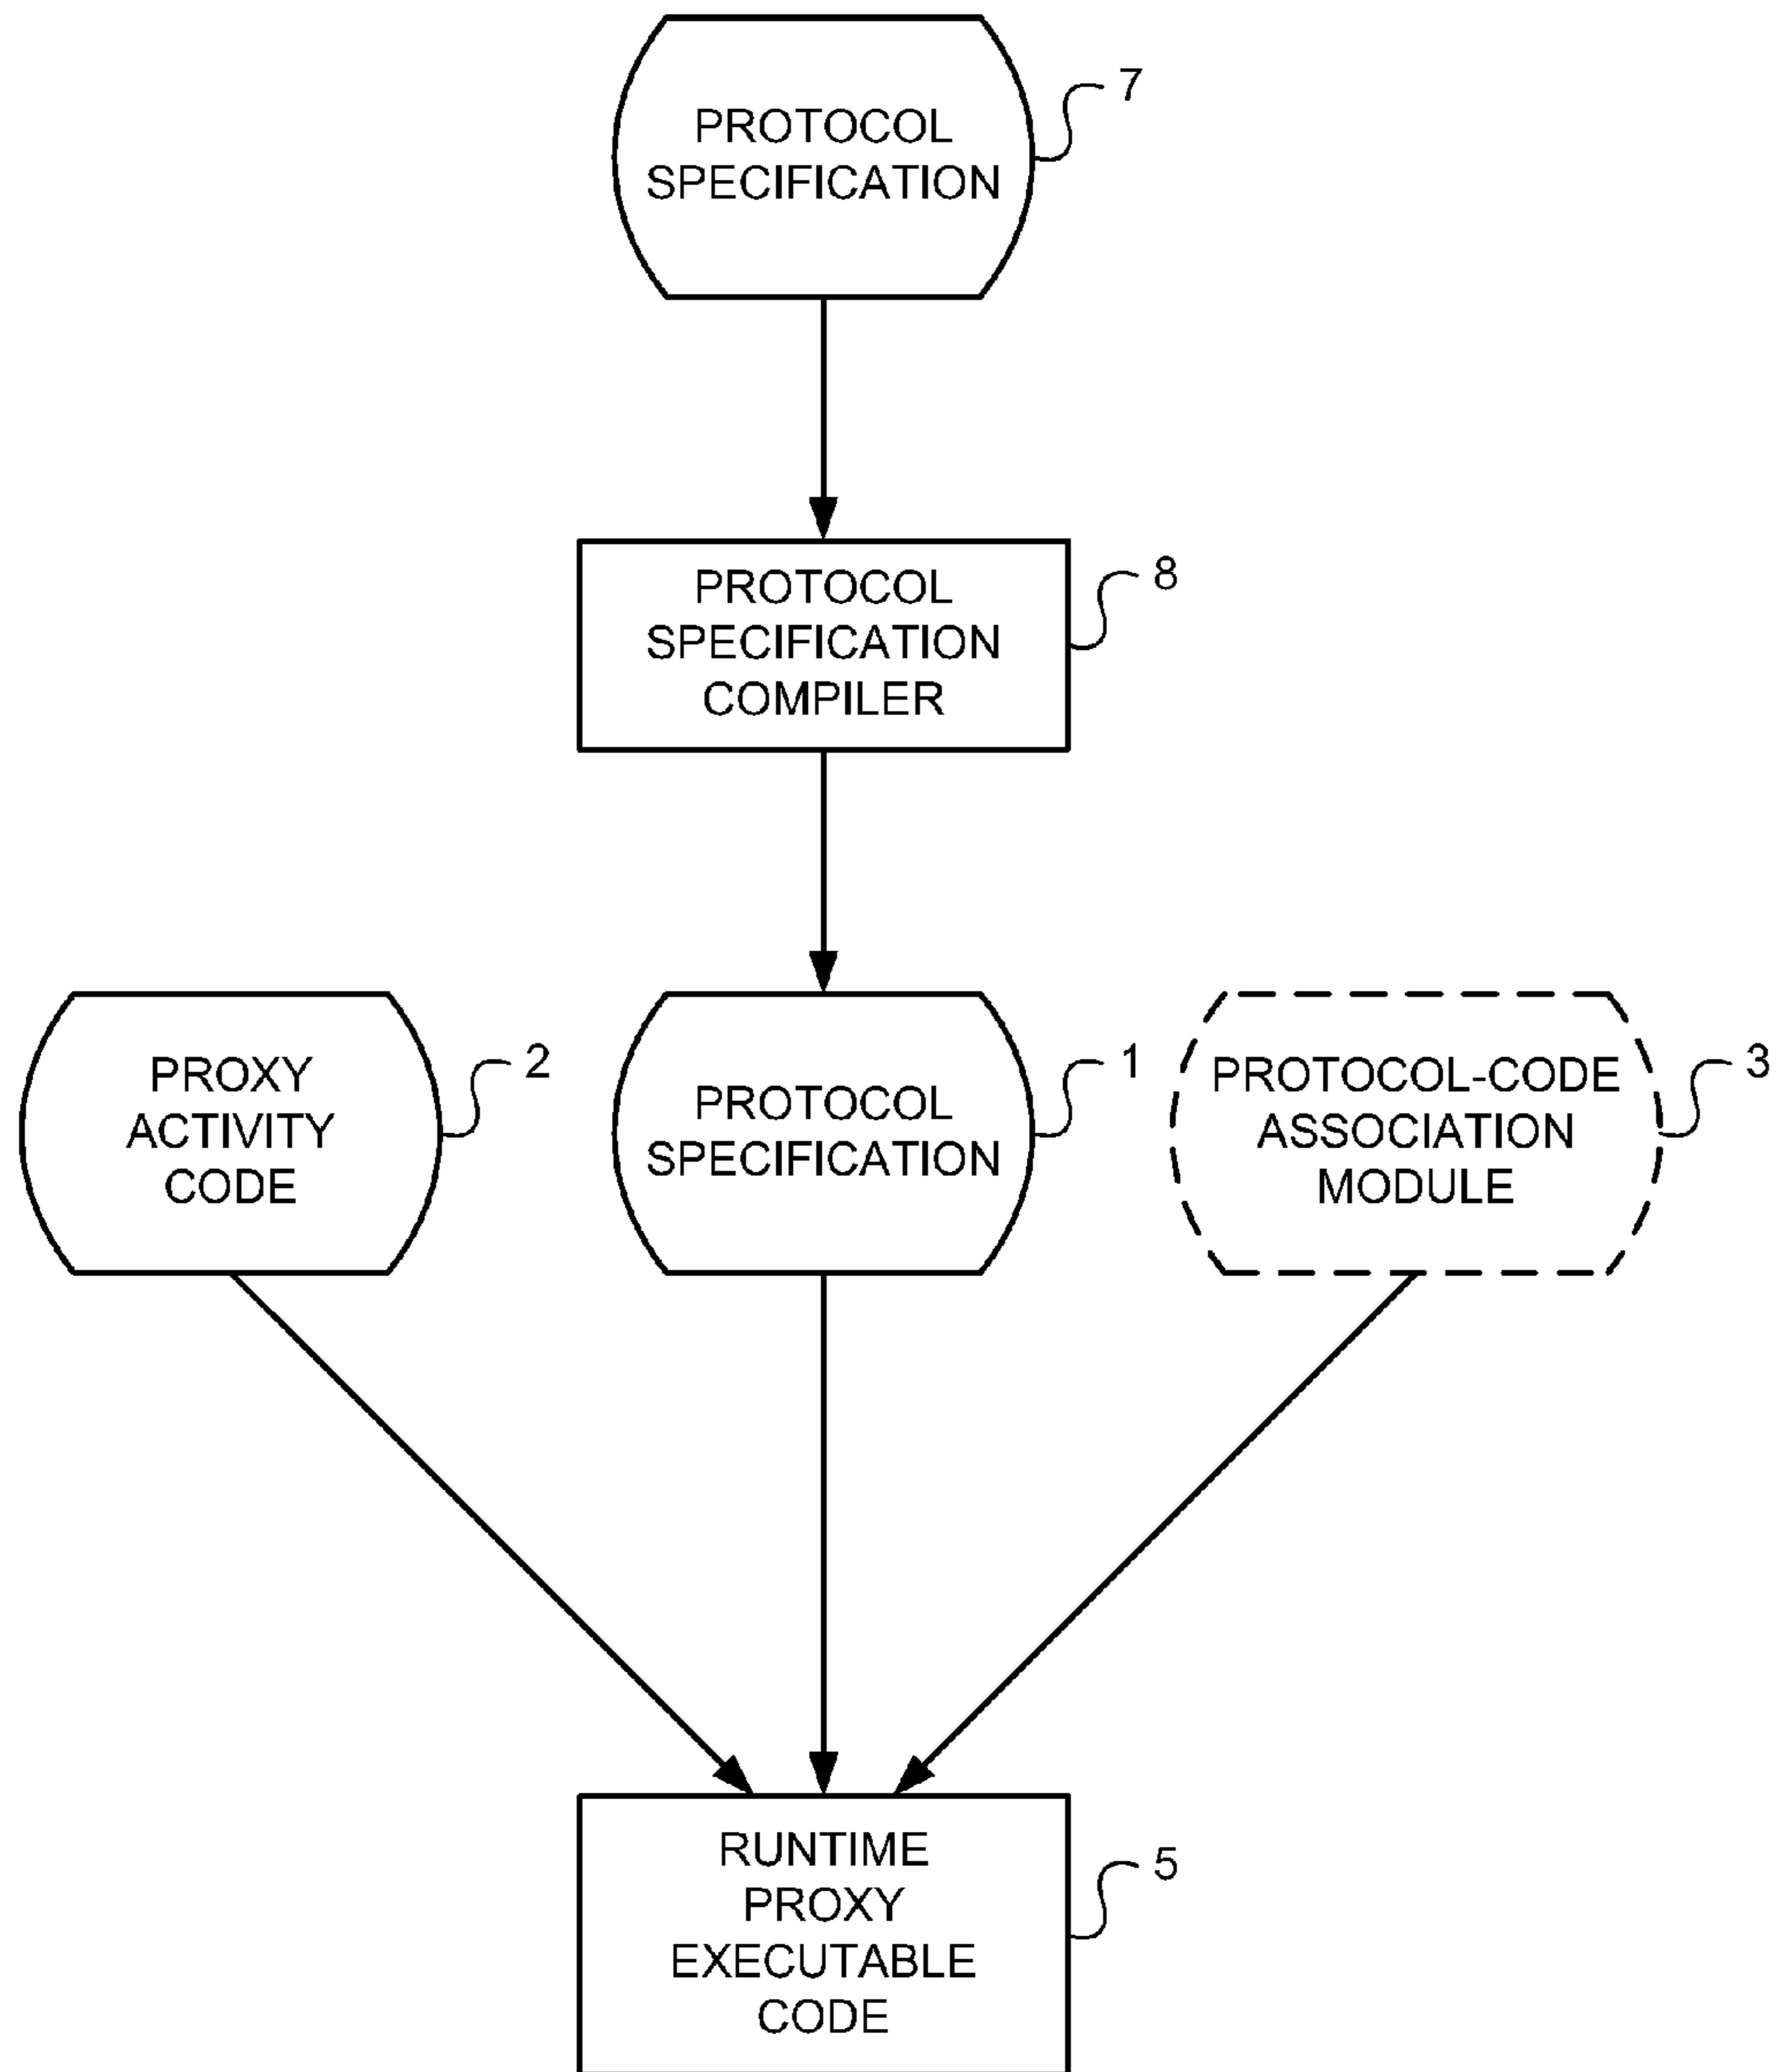 PROTOCOL
SPECIFICATION
7
PROTOCOL
SPECIFICATION
COMPILER
8
PROXY
ACTIVITY
CODE
2
PROTOCOL
SPECIFICATION
1
PROTOCOL-CODE
ASSOCIATION
MODULE
3
RUNTIME
PROXY
EXECUTABLE
CODE
5